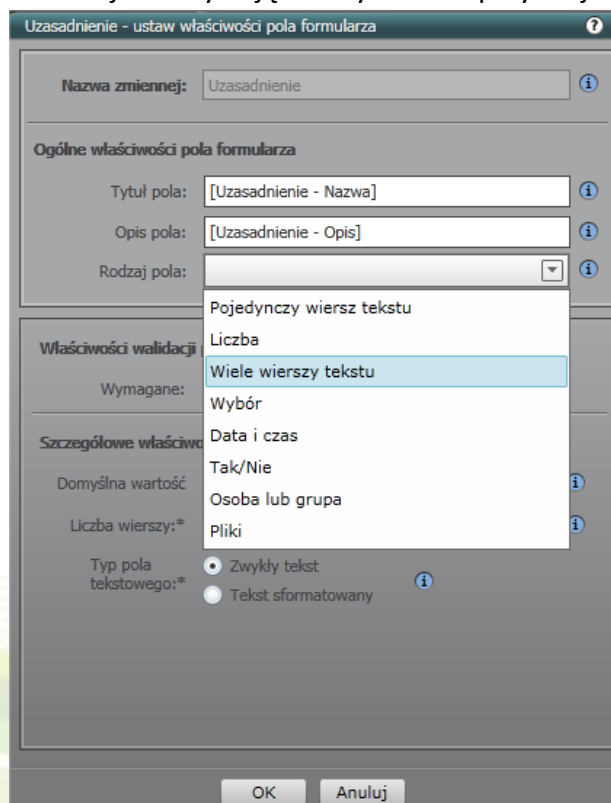 Uzasadnienie - ustaw właściwości pola formularza
Nazwa zmiennej: Uzasadnienie
Ogólne właściwości pola formularza
Tytuł pola: [Uzasadnienie - Nazwa]
Opis pola: [Uzasadnienie - Opis]
Rodzaj pola:
Pojedynczy wiersz tekstu
Właściwości walidacji
Liczba
Wiele wierszy tekstu
Wymagane:
Wybór
Szczegółowe
Data i czas
Tak/Nie
Domyślna wartość
Osoba lub grupa
Liczba wierszy:*
Pliki
Typ pola
tekstowego:*
Zwykły tekst
Tekst sformatowany
OK Anuluj